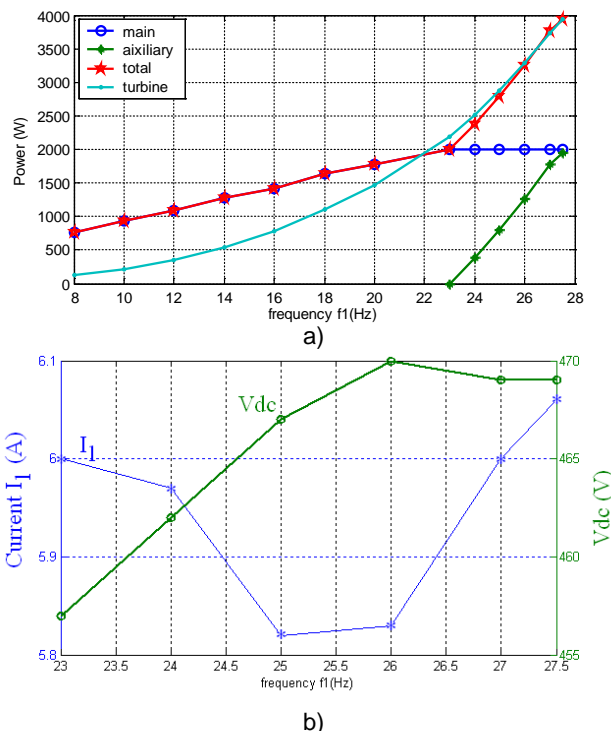 4000
3500
3000
2500
2000
1500
1000
500
0
Power (W)
main
aixiliary
total
turbine
8 10 12 14 16 18 20 22 24 26 28
frequency f1(Hz)
a)
6.1
6
5.9
5.8
Current I1 (A)
I1
Vdc
470
465
460
455
Vdc (V)
23 23.5 24 24.5 25 25.5 26 26.5 27 27.5
frequency f1(Hz)
b)